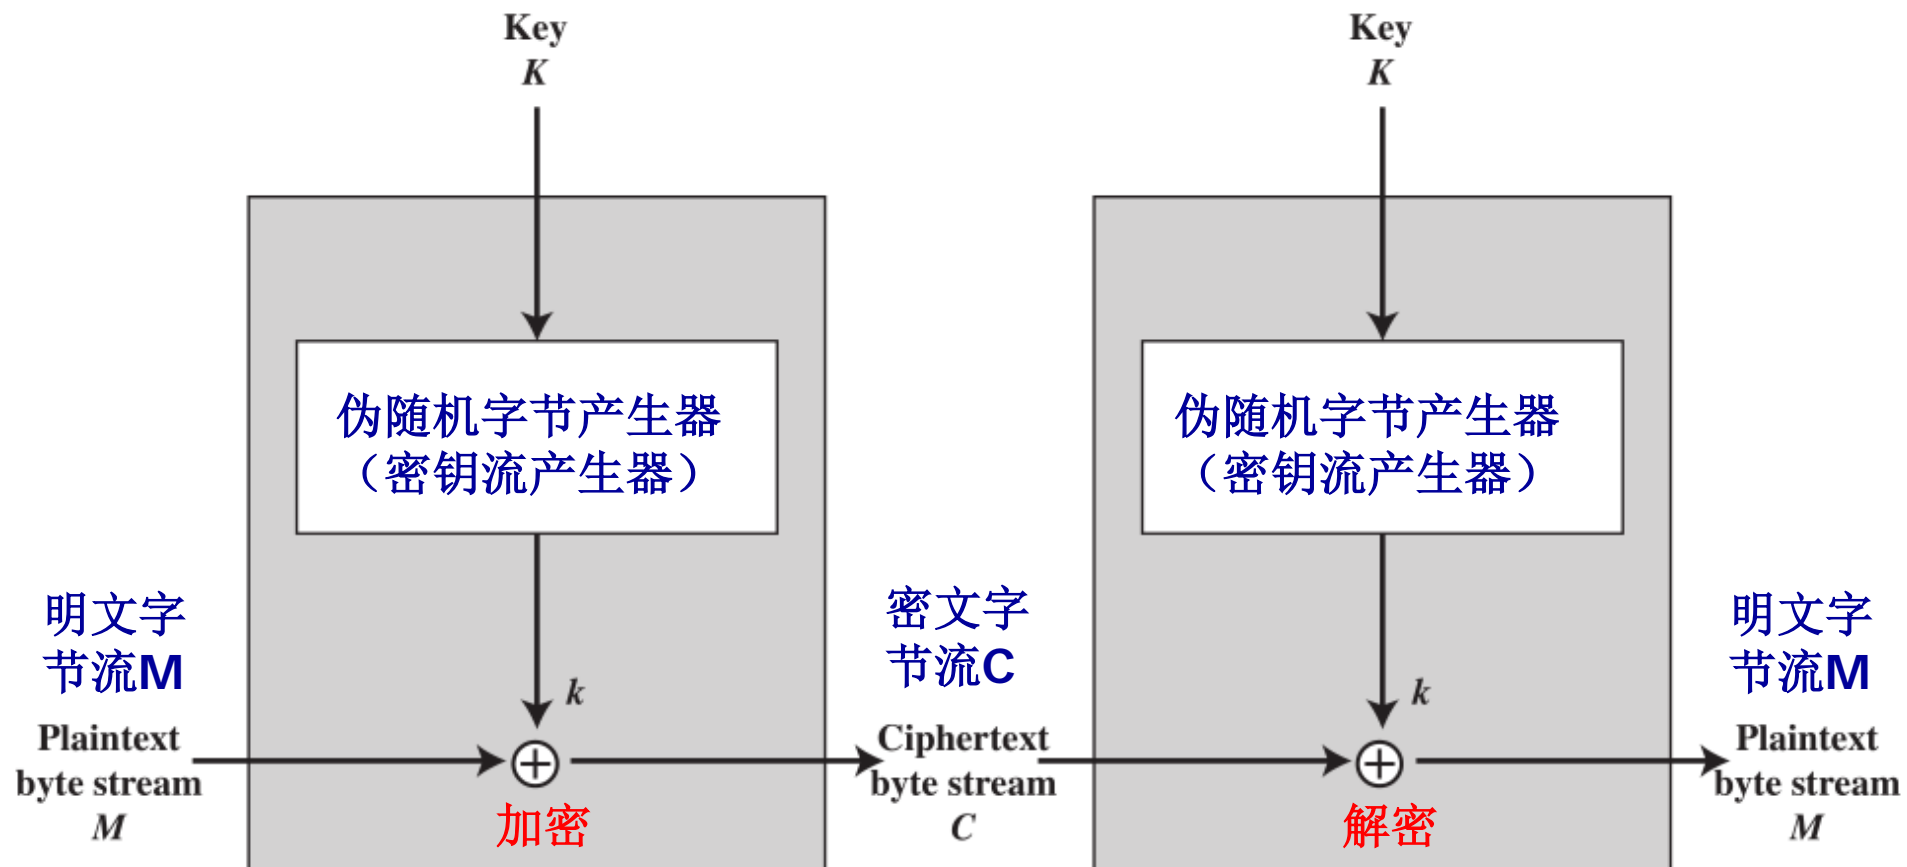 Key
K
Key
K
伪随机字节产生器
（密钥流产生器）
伪随机字节产生器
（密钥流产生器）
明文字
节流M
密文字
节流C
明文字
节流M
k
k
Plaintext
byte stream
M
Ciphertext
byte stream
C
Plaintext
byte stream
M
加密
解密